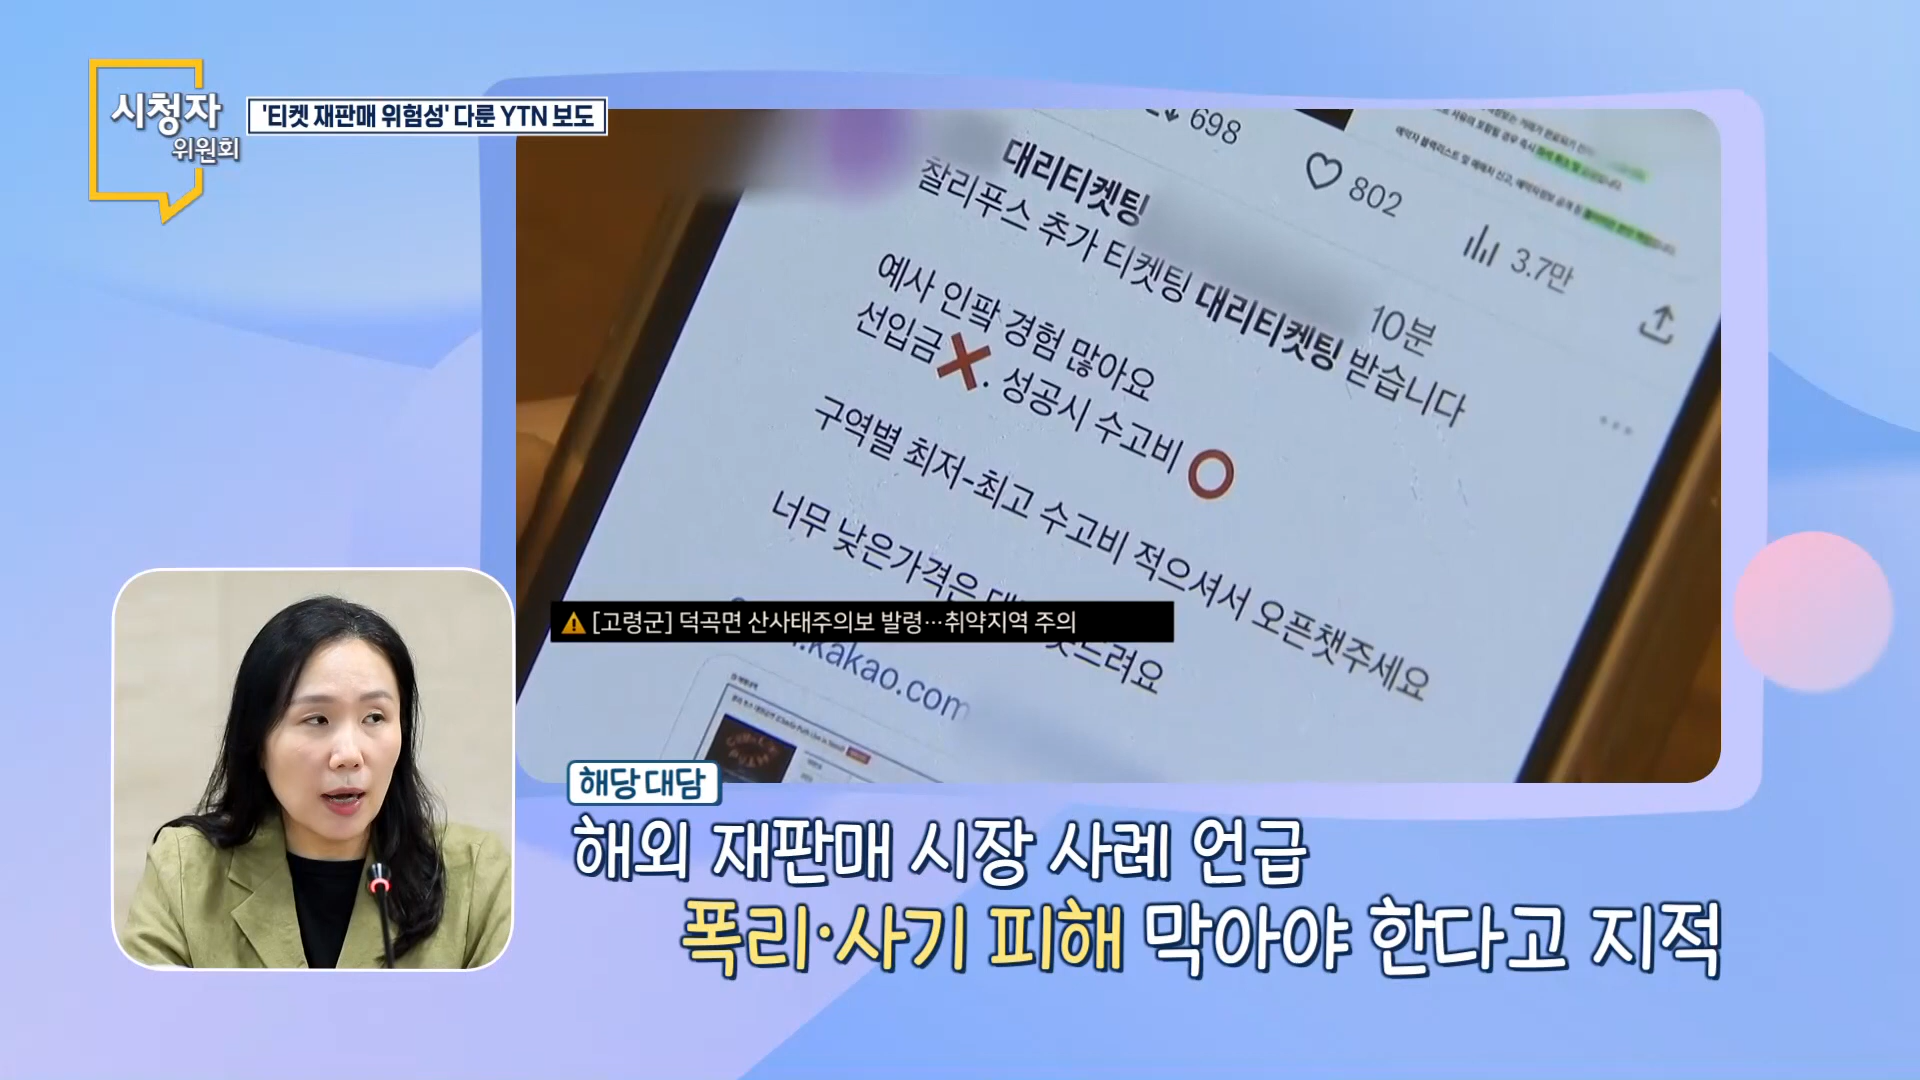 시청자
위원회
'티켓 재판매 위험성' 다룬 YTN 보도
698
802
3.7만
대리티켓팅
10분
찰리푸스 추가 티켓팅 대리티켓팅 받습니다
예사 인팍 경험 많아요
선입금❌. 성공시 수고비⭕
구역별 최저-최고 수고비 적으셔서 오픈챗주세요
너무 낮은가격은
려요
kakao.com
⚠[고령군] 덕곡면 산사태주의보 발령…취약지역 주의
해당 대담
해외 재판매 시장 사례 언급
폭리·사기 피해 막아야 한다고 지적